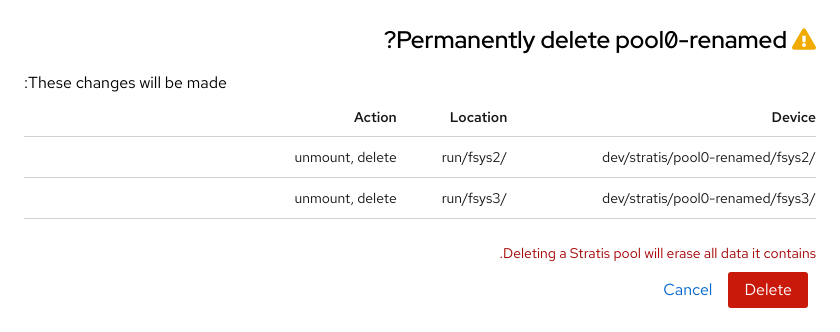 ?Permanently delete pool0-renamed
:These changes will be made
Action Location Device
unmount, delete run/fsys2/ dev/stratis/pool0-renamed/fsys2/
unmount, delete run/fsys3/ dev/stratis/pool0-renamed/fsys3/
.Deleting a Stratis pool will erase all data it contains
Cancel Delete